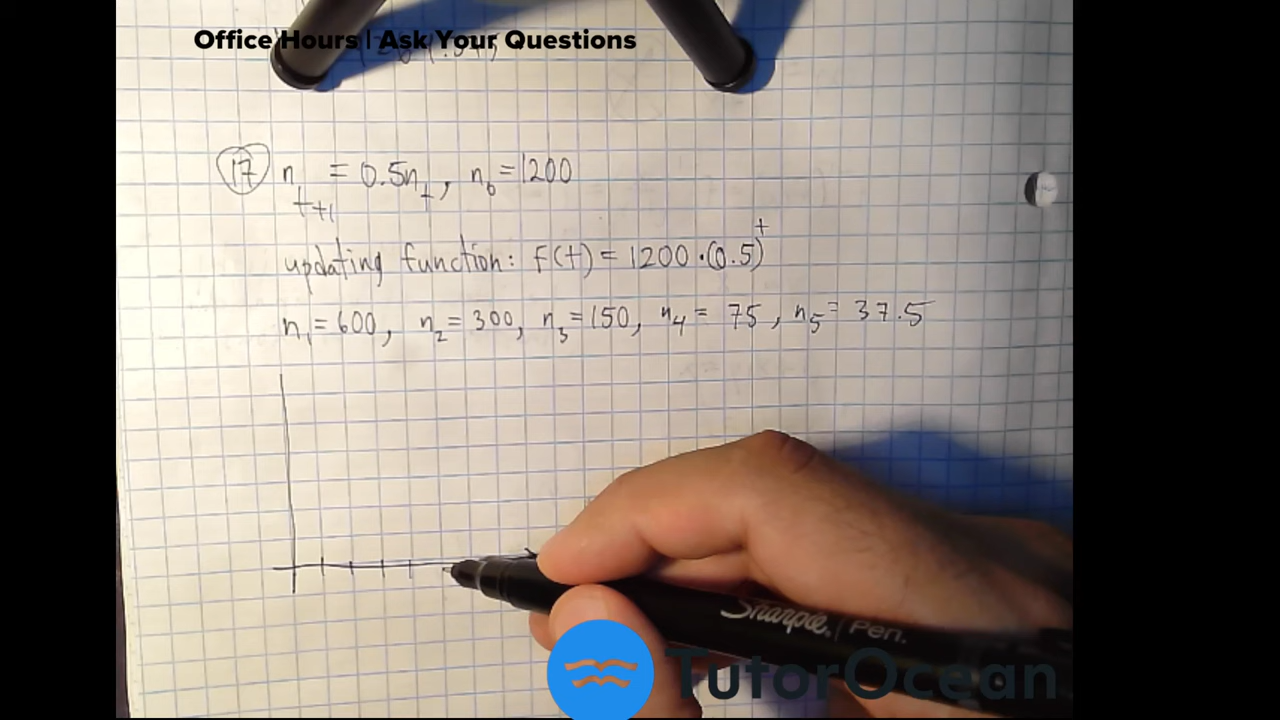 Office Hours | Ask Your Questions
17 n_{t+1} = 0.5n_t, n_0 = 1200
updating function: f(t) = 1200 · (0.5)^t
n_1 = 600, n_2 = 300, n_3 = 150, n_4 = 75, n_5 = 37.5
Sharpie. Pen.
TutorOcean